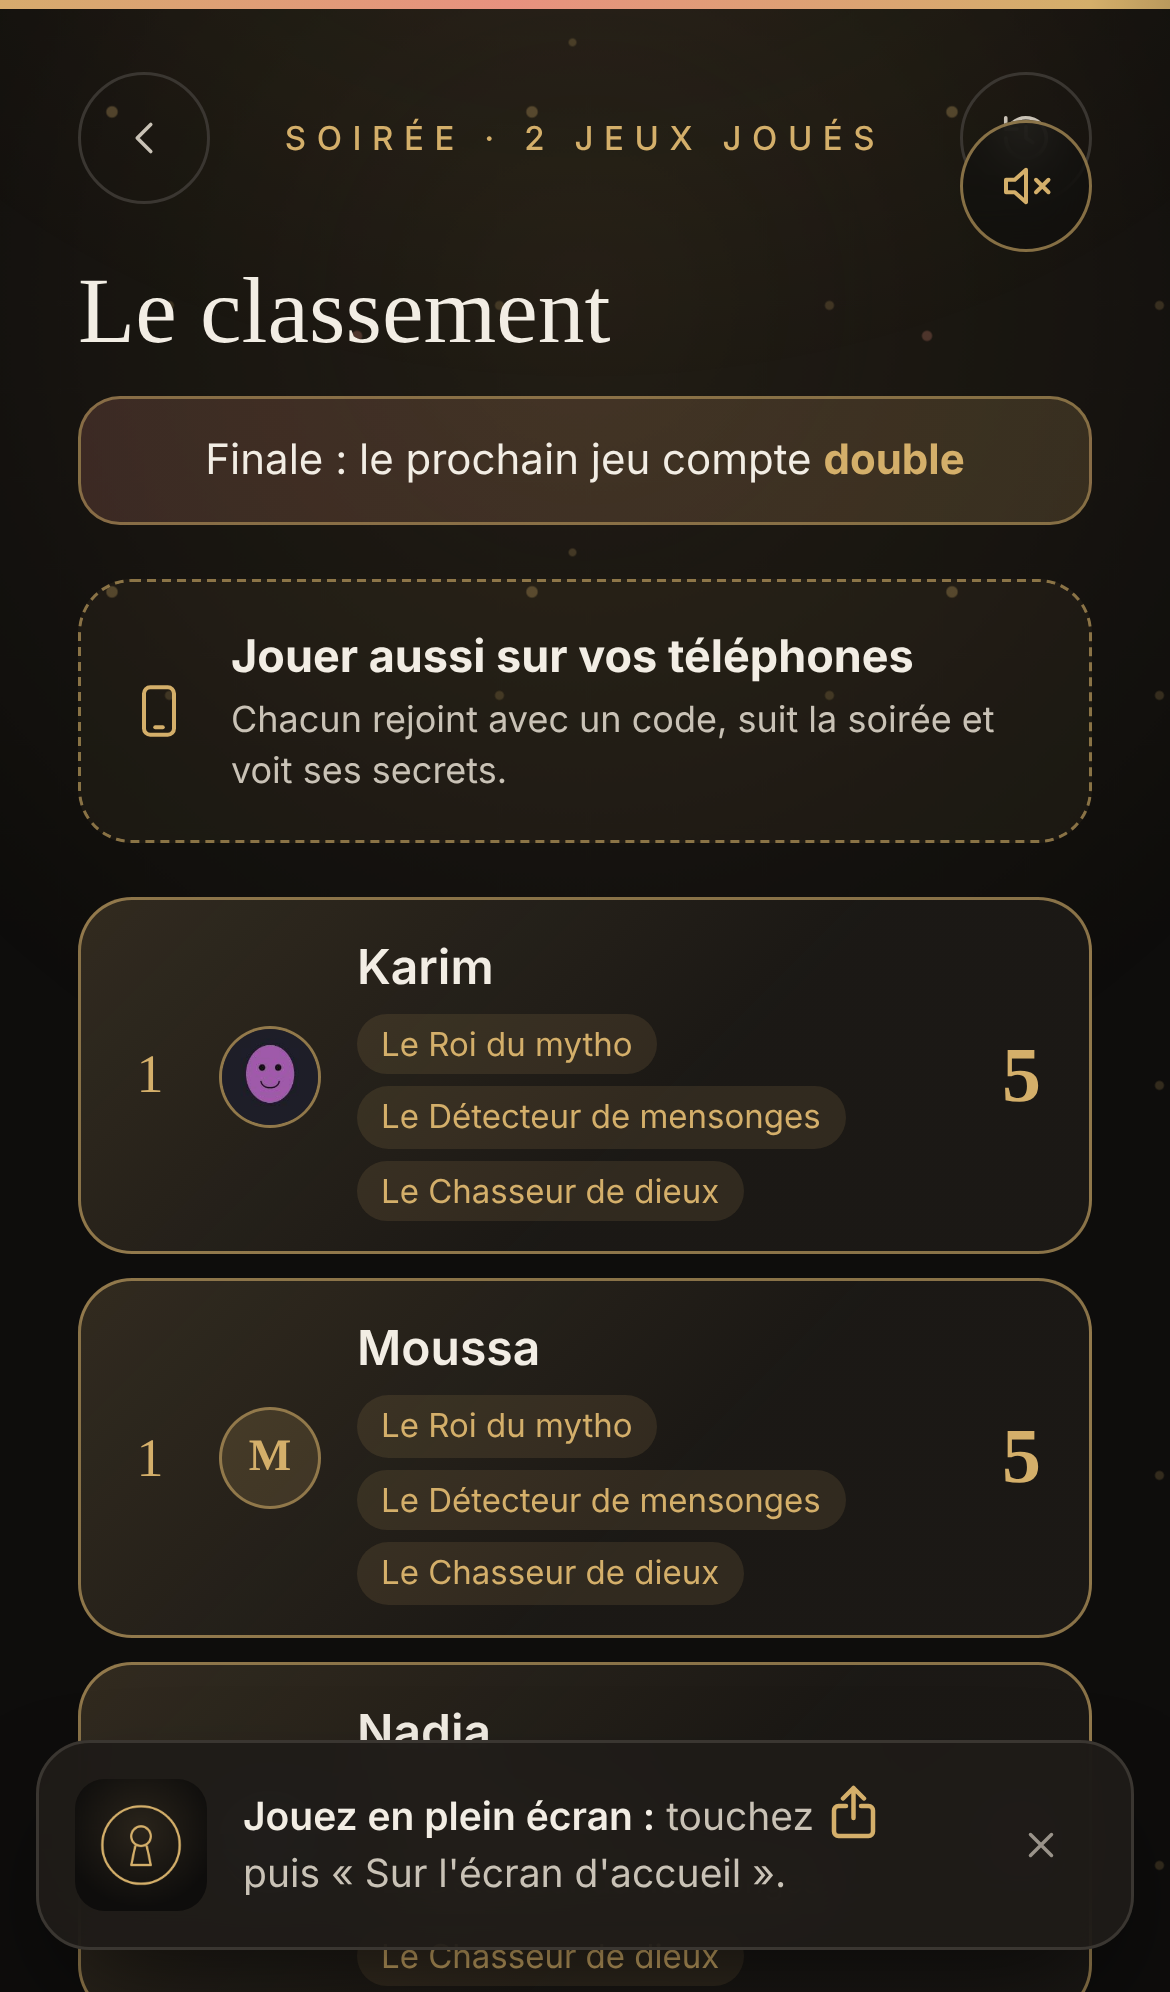 SOIRÉE · 2 JEUX JOUÉS
Le classement
Finale : le prochain jeu compte double
Jouer aussi sur vos téléphones
Chacun rejoint avec un code, suit la soirée et
voit ses secrets.
Karim
Le Roi du mytho
1
5
Le Détecteur de mensonges
Le Chasseur de dieux
Moussa
Le Roi du mytho
1
M
5
Le Détecteur de mensonges
Le Chasseur de dieux
Nadia
Jouez en plein écran : touchez
puis « Sur l'écran d'accueil ».
Le Chasseur de dieux